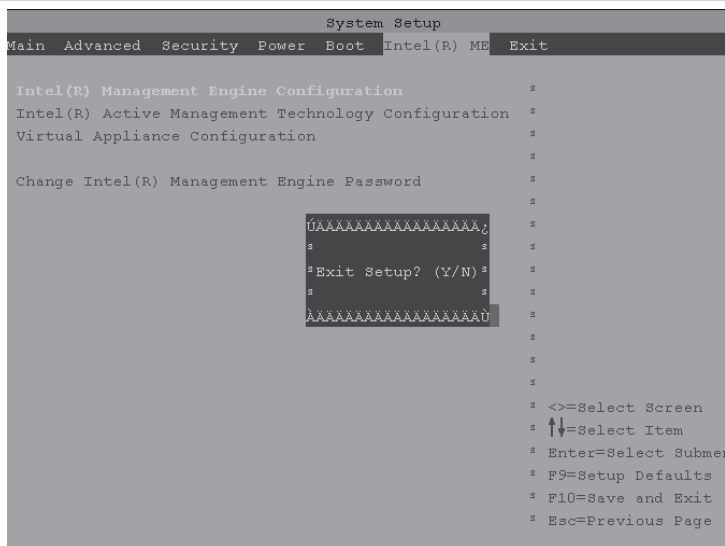 System Setup
Main Advanced Security Power Boot Intel(R) ME Exit
Intel(R) Management Engine Configuration
Intel(R) Active Management Technology Configuration
Virtual Appliance Configuration
Change Intel(R) Management Engine Password
ÚÄÄÄÄÄÄÄÄÄÄÄÄÄÄÄÄÄ¿
s s
sExit Setup? (Y/N)s
s s
ÀÄÄÄÄÄÄÄÄÄÄÄÄÄÄÄÄÄÙ
s <>=Select Screen
s ↑↓=Select Item
s Enter=Select Submen
s F9=Setup Defaults
s F10=Save and Exit
s Esc=Previous Page